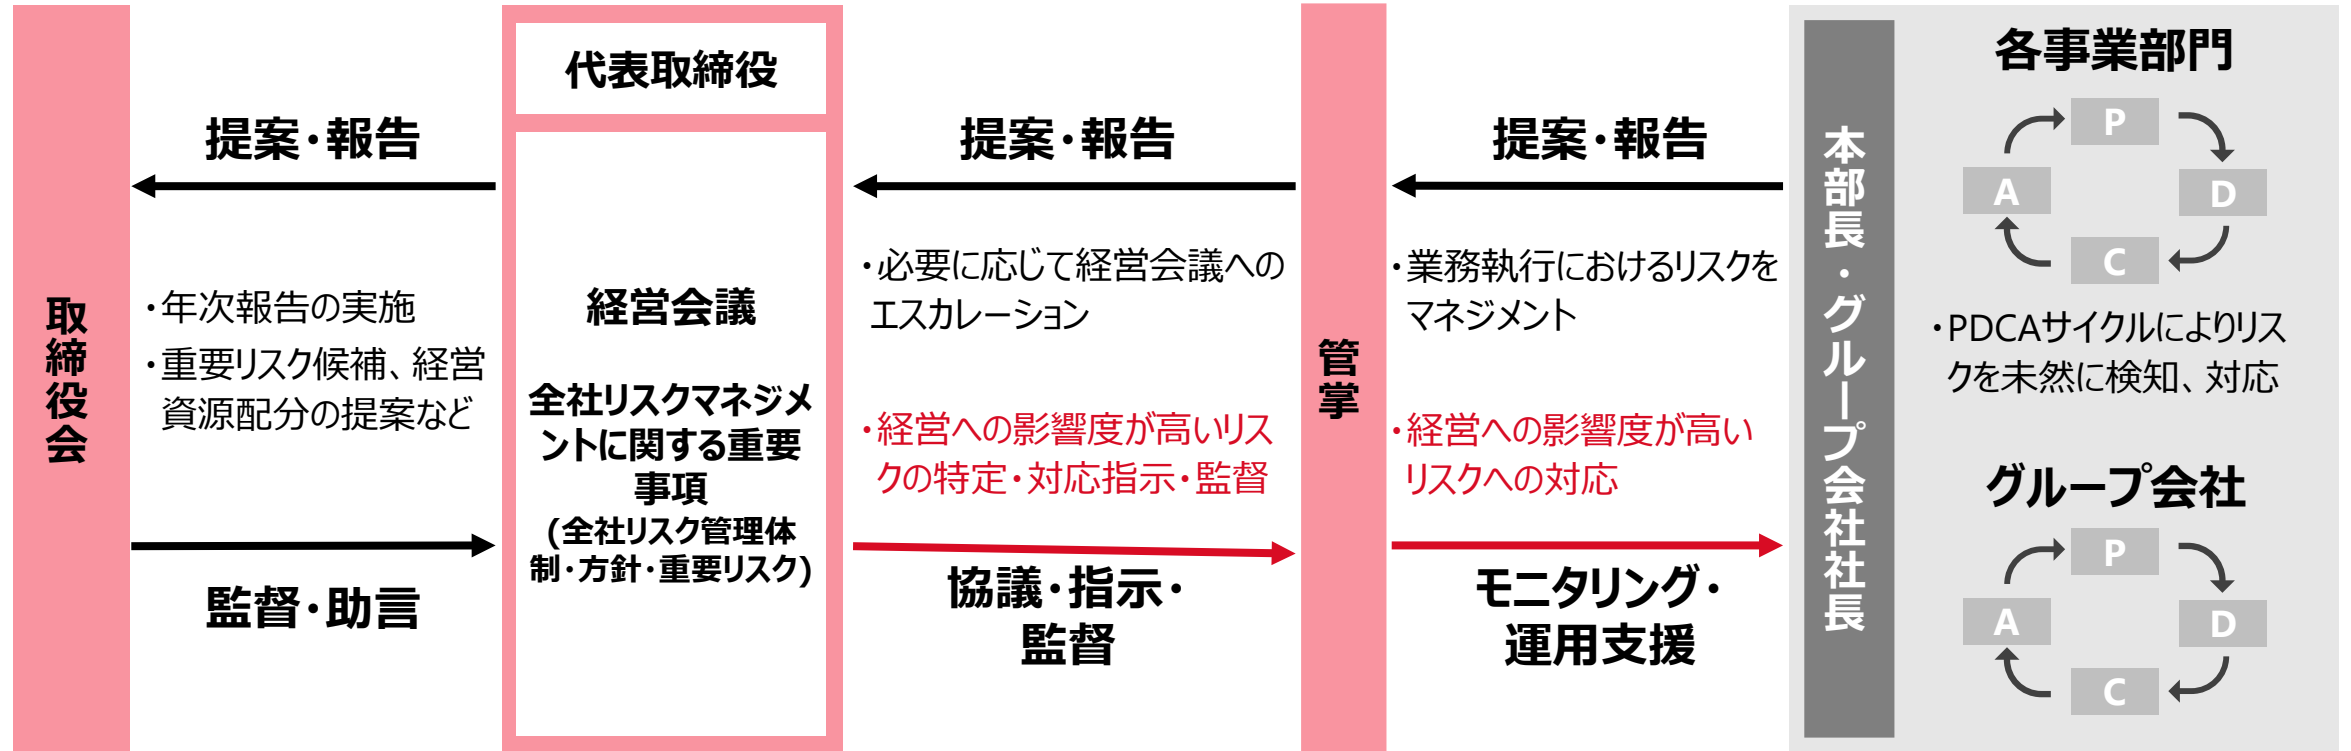 取締役会
提案・報告
・年次報告の実施
・重要リスク候補、経営
資源配分の提案など
監督・助言
代表取締役
経営会議
全社リスクマネジメ
ントに関する重要
事項
(全社リスク管理体
制・方針・重要リスク)
提案・報告
・必要に応じて経営会議への
エスカレーション
・経営への影響度が高いリス
クの特定・対応指示・監督
協議・指示・
監督
管掌
提案・報告
・業務執行におけるリスクを
マネジメント
・経営への影響度が高い
リスクへの対応
モニタリング・
運用支援
本部長・グループ会社社長
各事業部門
P
A
D
C
・PDCAサイクルによりリス
クを未然に検知、対応
グループ会社
P
A
D
C